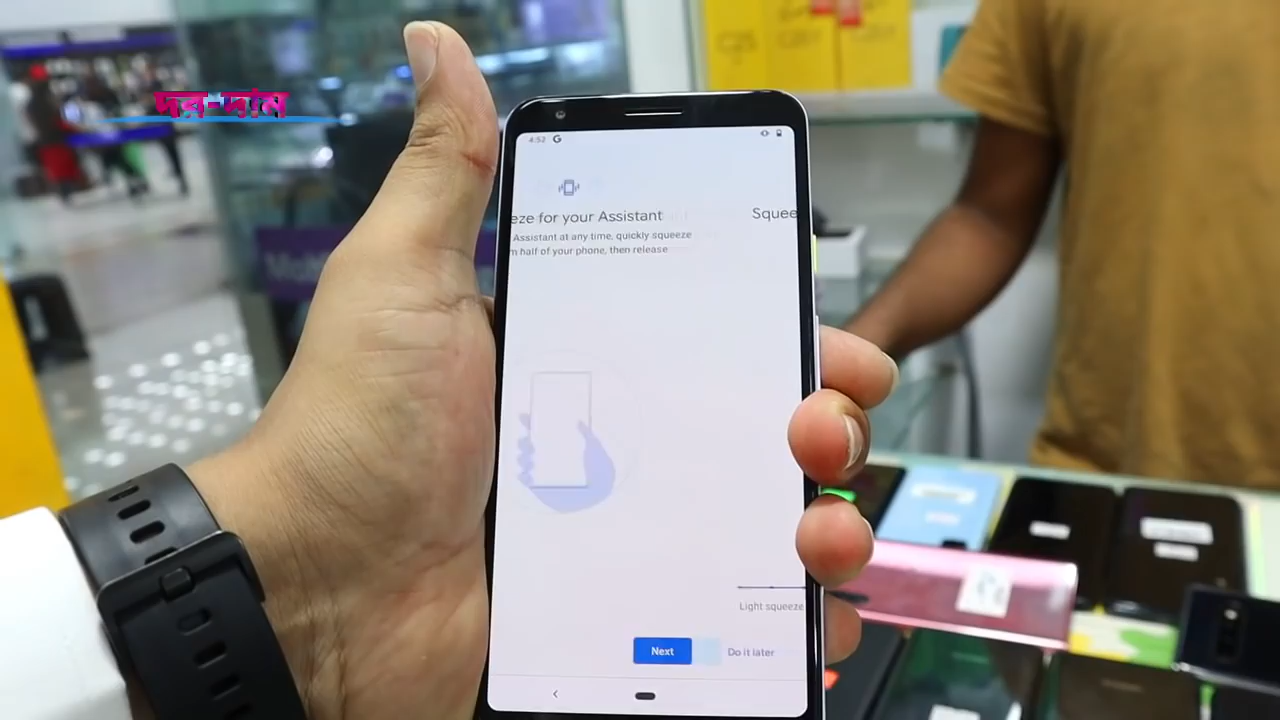 দর-দাম
4:52 G
eze for your Assistant
Squee
Assistant at any time, quickly squeeze
m half of your phone, then release
Light squeeze
Next
Do it later